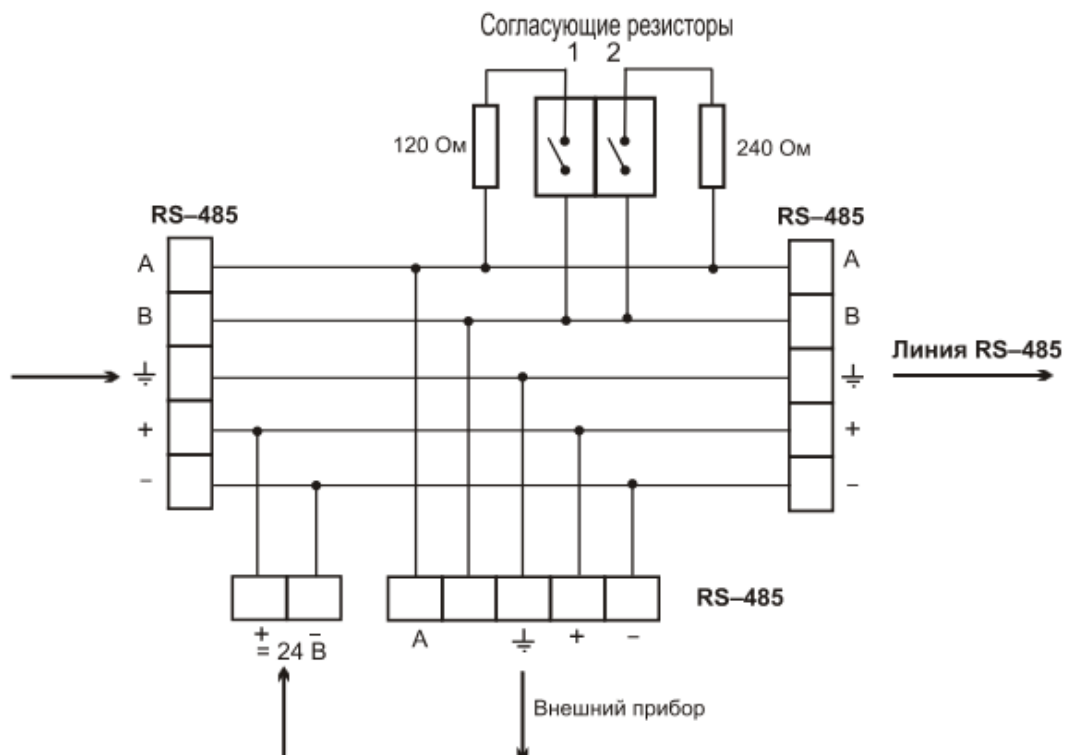 Согласующие резисторы
1 2
120 Ом
240 Ом
RS–485
RS–485
A
A
B
B
Линия RS–485
+
+
–
–
RS–485
+ –
= 24 В
A
+
–
Внешний прибор